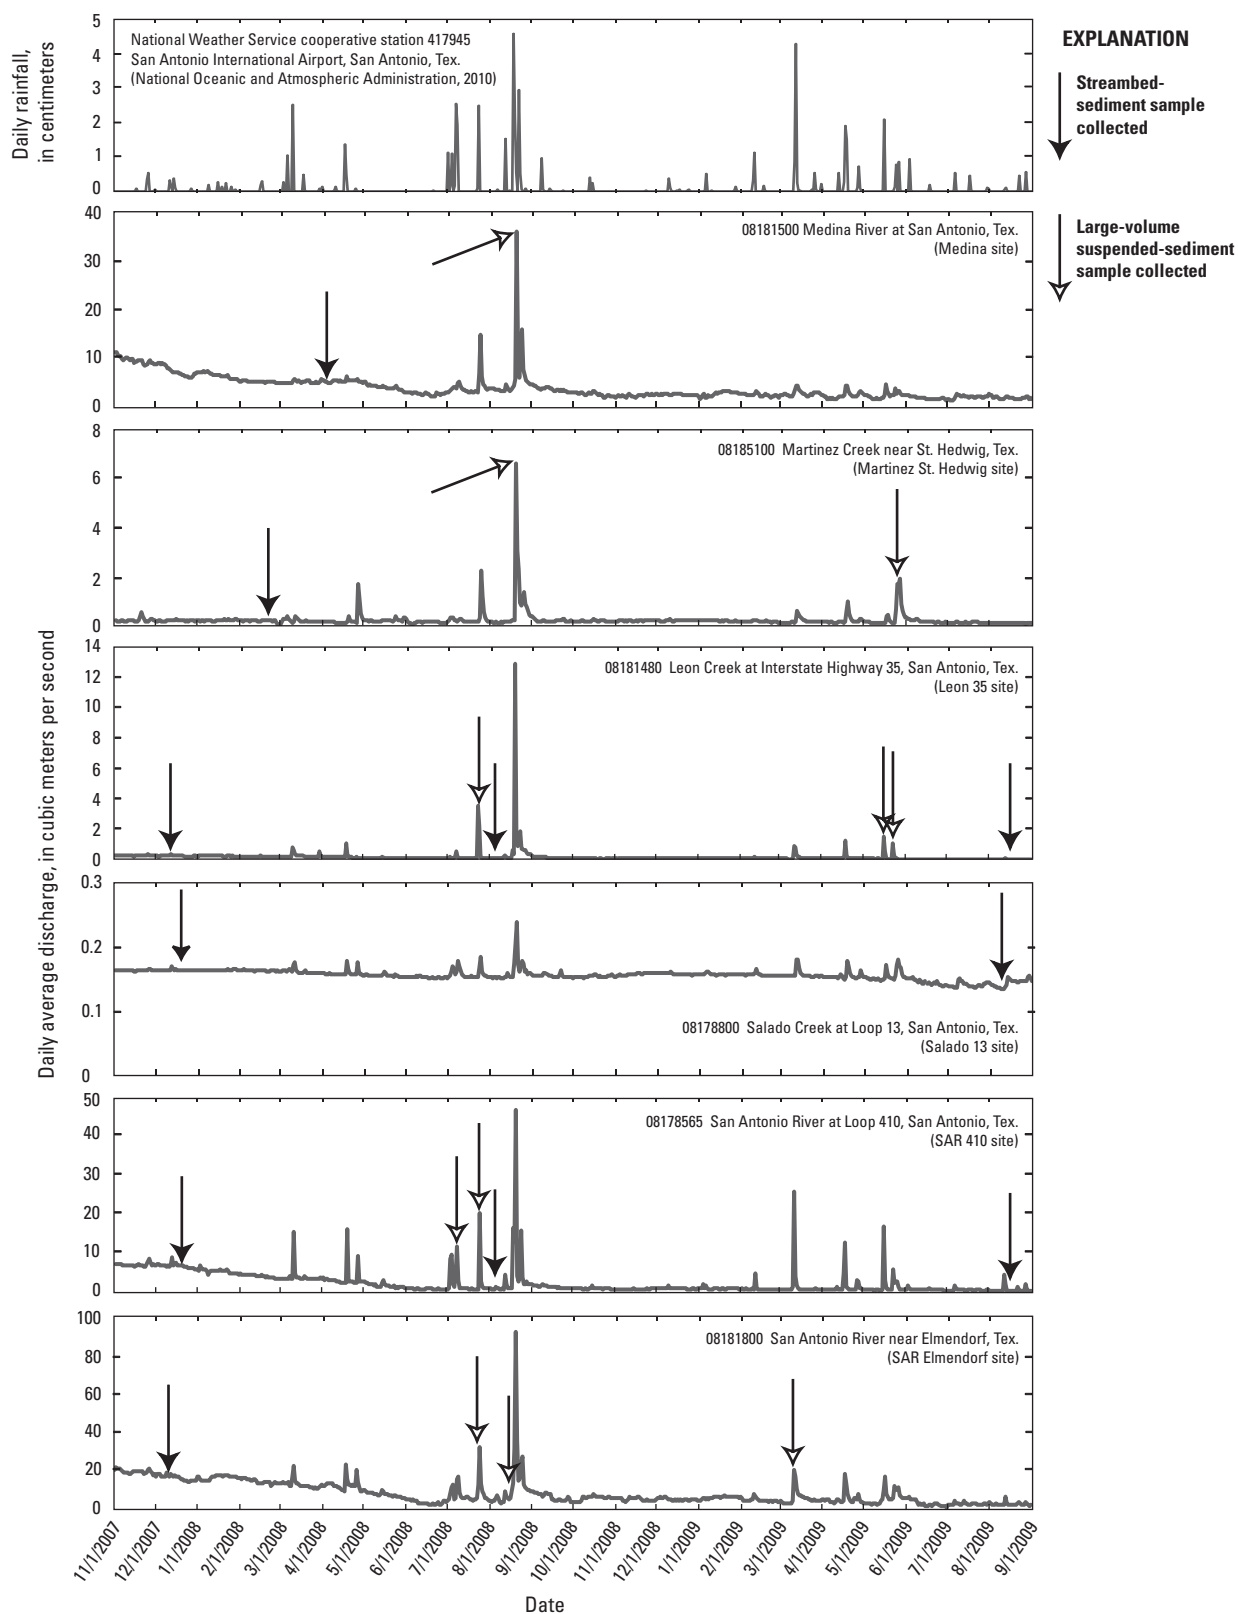 Daily rainfall,
in centimeters
5
4
3
2
1
0
National Weather Service cooperative station 417945
San Antonio International Airport, San Antonio, Tex.
(National Oceanic and Atmospheric Administration, 2010)
EXPLANATION
Streambed-
sediment sample
collected
Large-volume
suspended-sediment
sample collected
Daily average discharge, in cubic meters per second
40
30
20
10
0
08181500 Medina River at San Antonio, Tex.
(Medina site)
8
6
4
2
0
08185100 Martinez Creek near St. Hedwig, Tex.
(Martinez St. Hedwig site)
14
12
10
8
6
4
2
0
08181480 Leon Creek at Interstate Highway 35, San Antonio, Tex.
(Leon 35 site)
0.3
0.2
0.1
0
08178800 Salado Creek at Loop 13, San Antonio, Tex.
(Salado 13 site)
50
40
30
20
10
0
08178565 San Antonio River at Loop 410, San Antonio, Tex.
(SAR 410 site)
100
80
60
40
20
0
08181800 San Antonio River near Elmendorf, Tex.
(SAR Elmendorf site)
11/1/2007
12/1/2007
1/1/2008
2/1/2008
3/1/2008
4/1/2008
5/1/2008
6/1/2008
7/1/2008
8/1/2008
9/1/2008
10/1/2008
11/1/2008
12/1/2008
1/1/2009
2/1/2009
3/1/2009
4/1/2009
5/1/2009
6/1/2009
7/1/2009
8/1/2009
9/1/2009
Date